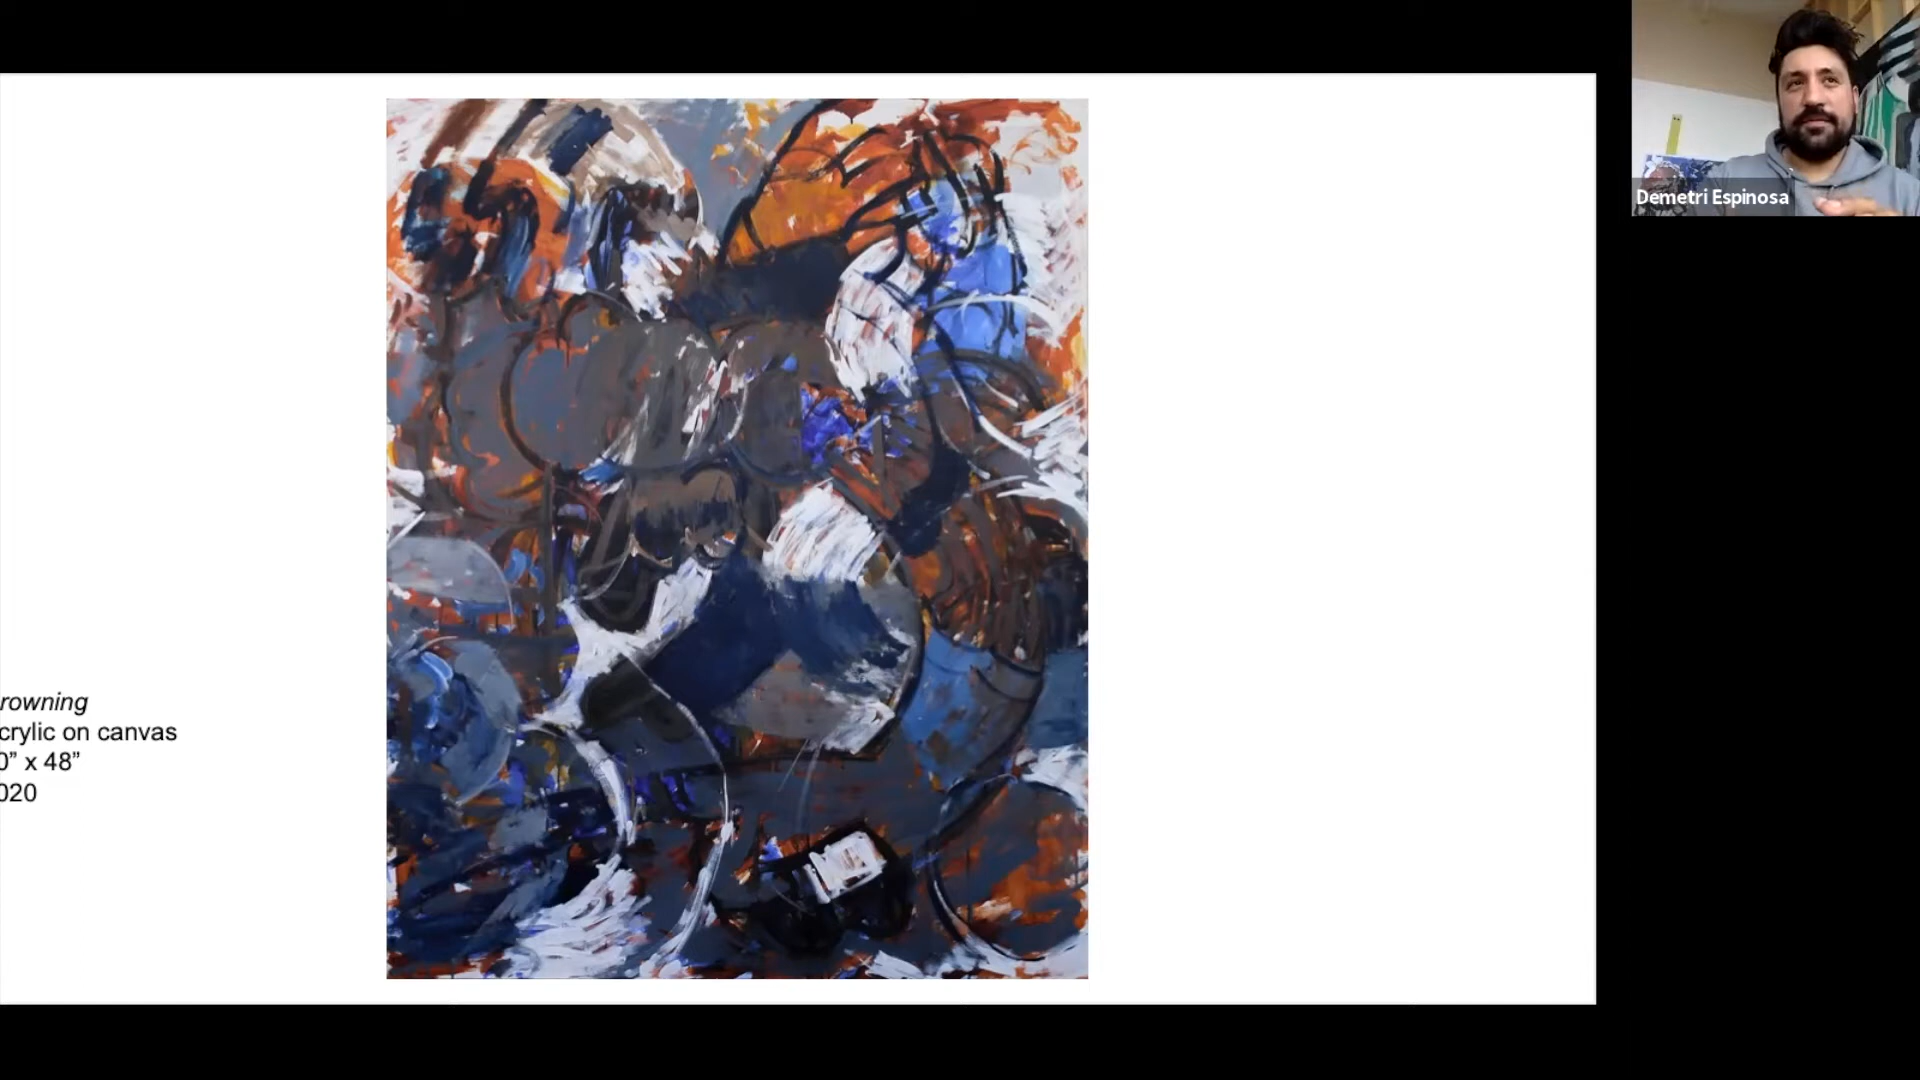 rowning
crylic on canvas
0” x 48”
020
Demetri Espinosa